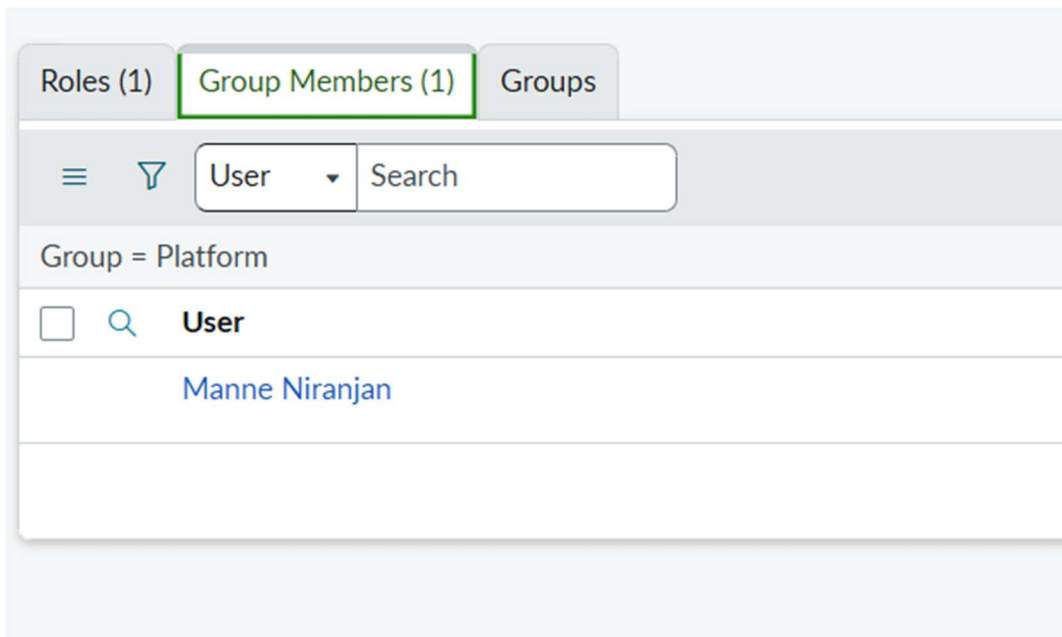 Roles (1) Group Members (1) Groups
User Search
Group = Platform
User
Manne Niranjan